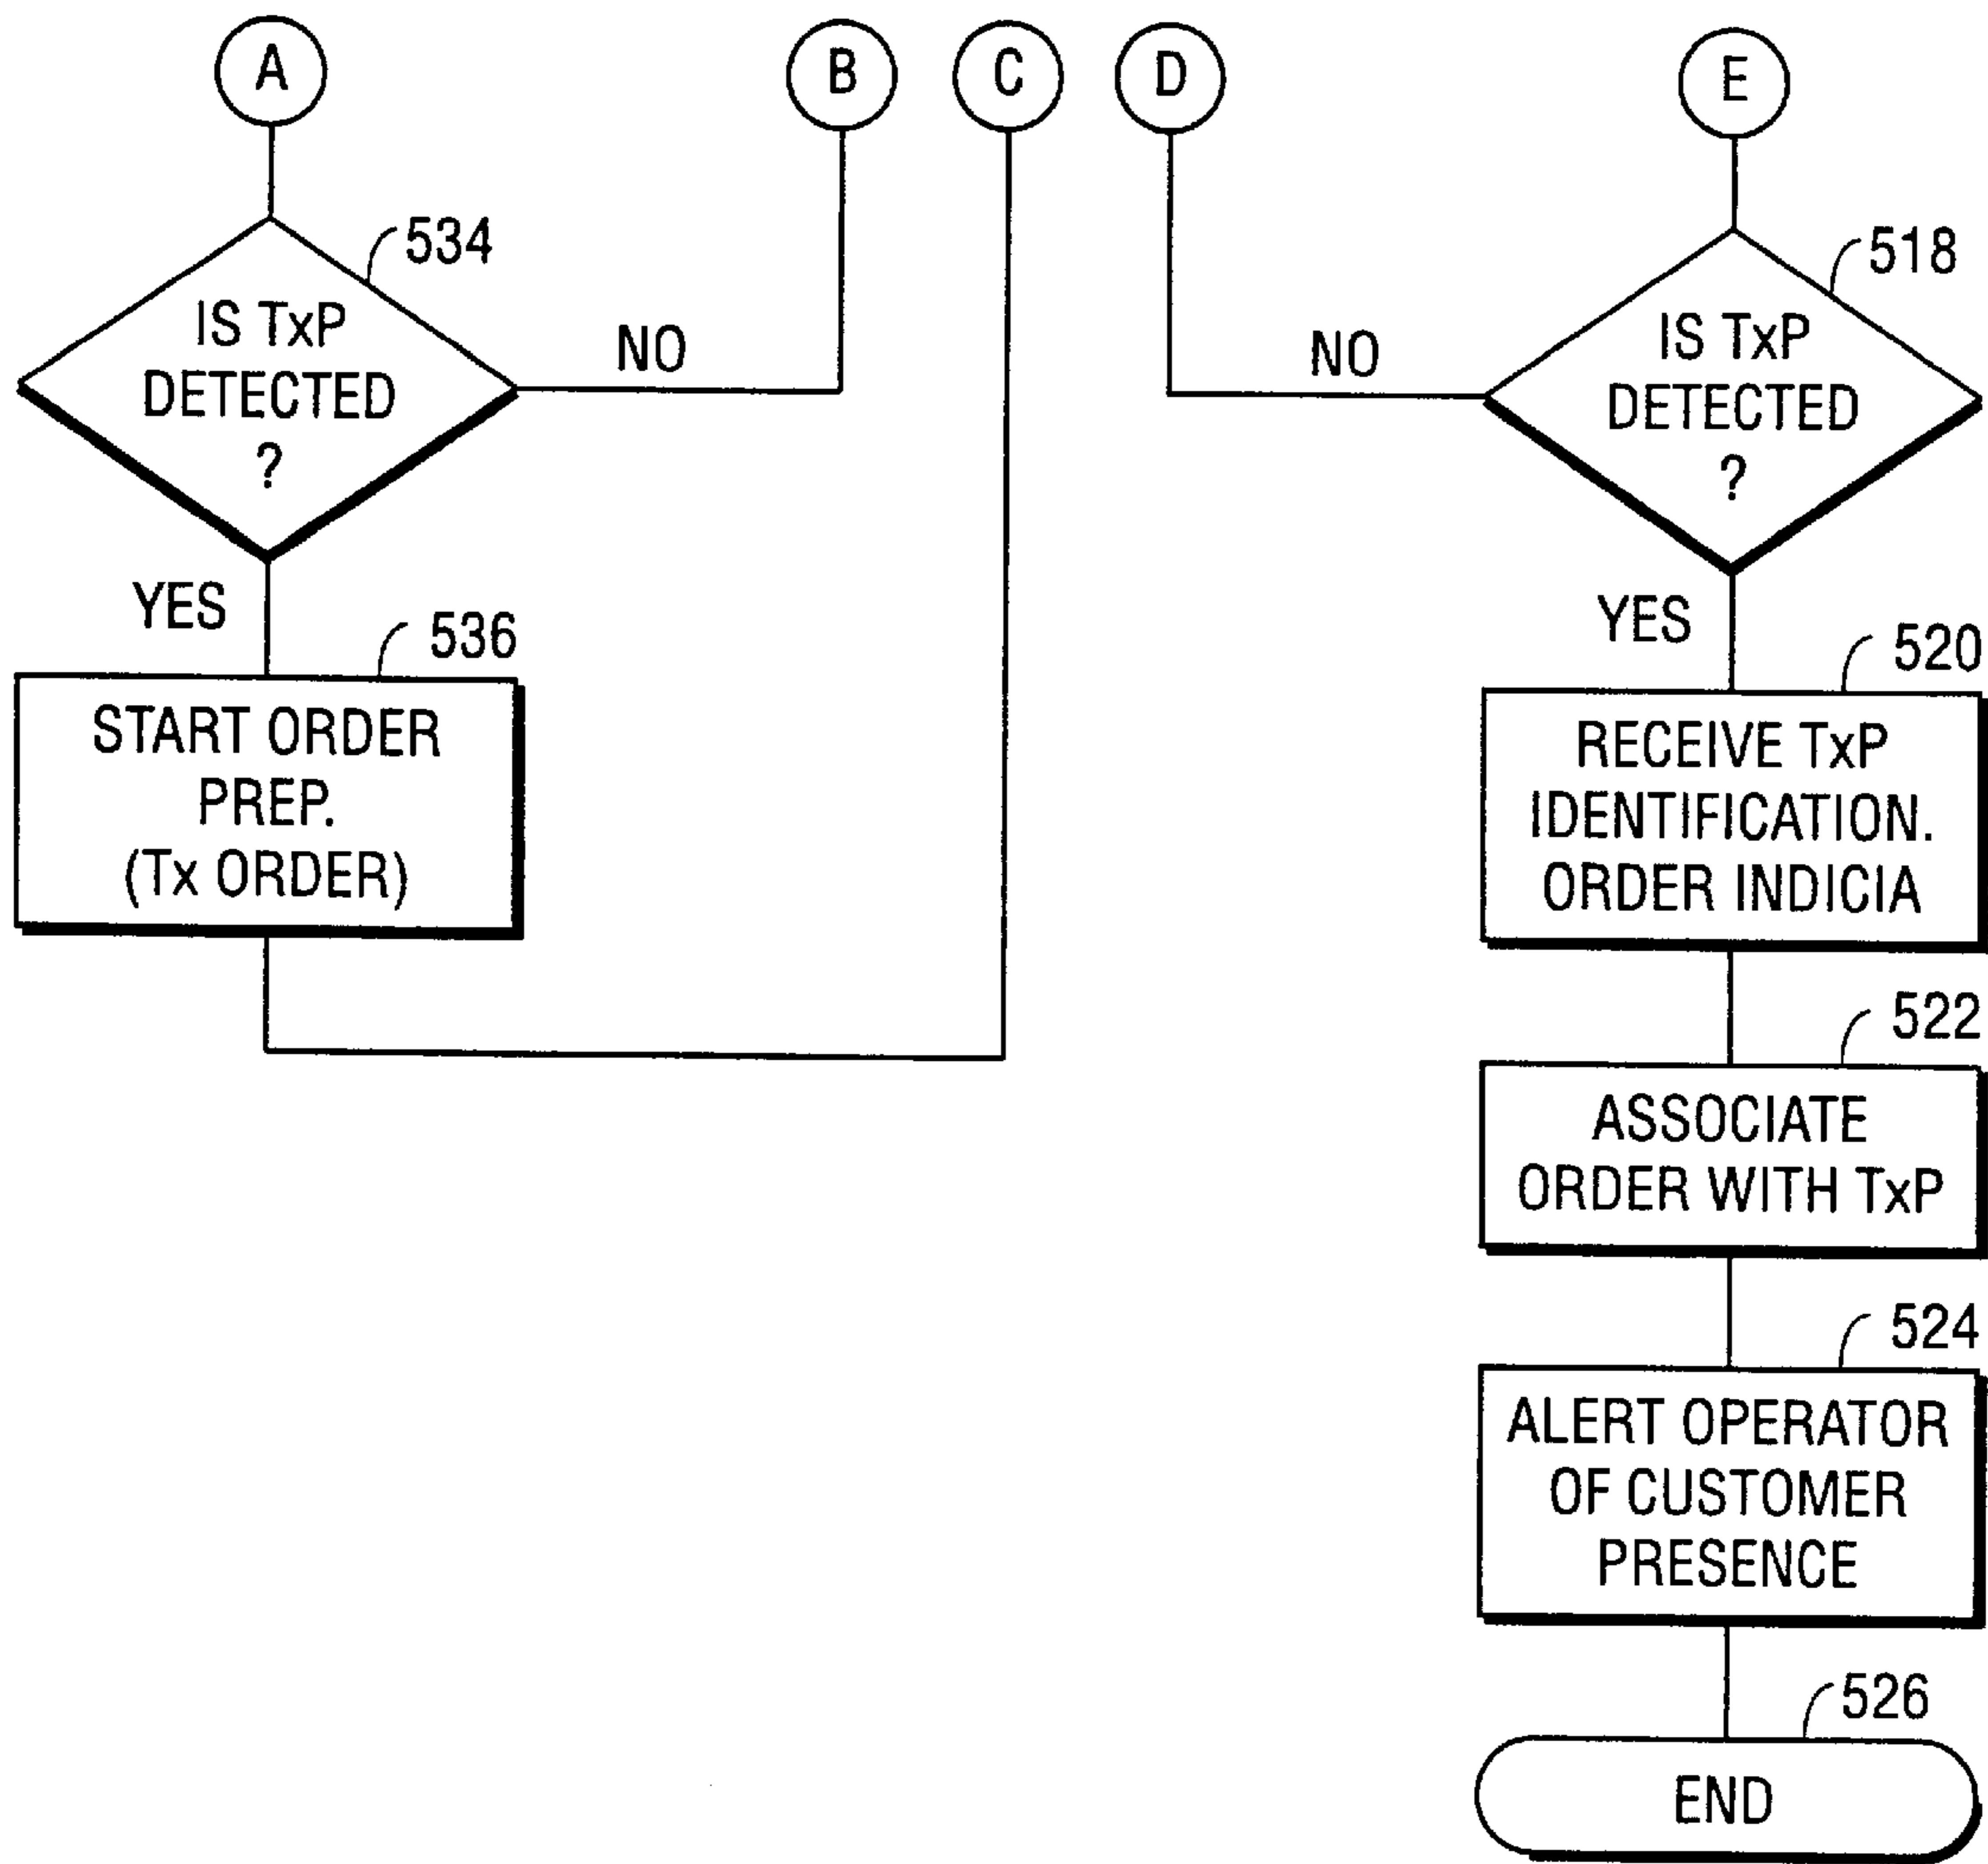 A
B
C
D
E
534
IS TxP
DETECTED
?
NO
YES
536
START ORDER
PREP.
(Tx ORDER)
518
IS TxP
DETECTED
?
NO
YES
520
RECEIVE TxP
IDENTIFICATION.
ORDER INDICIA
522
ASSOCIATE
ORDER WITH TxP
524
ALERT OPERATOR
OF CUSTOMER
PRESENCE
526
END